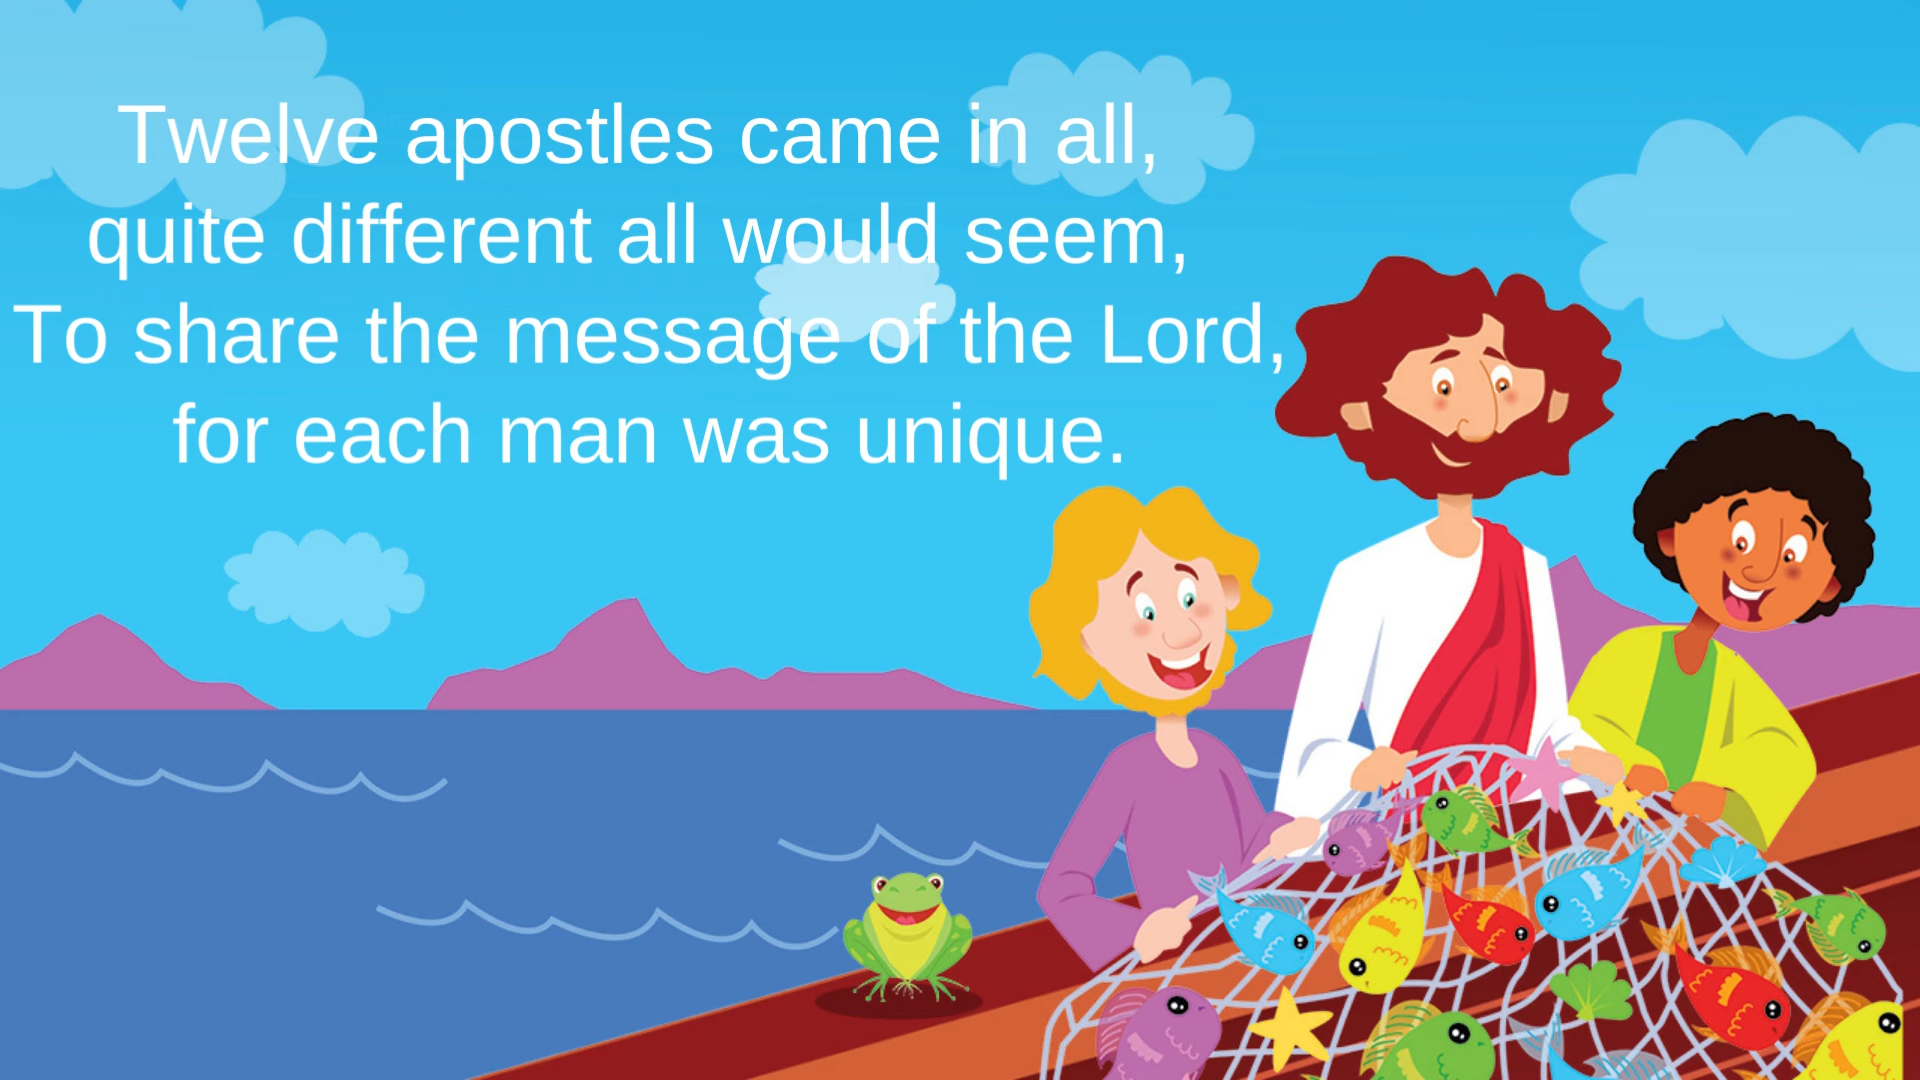 Twelve apostles came in all,
quite different all would seem,
To share the message of the Lord,
for each man was unique.